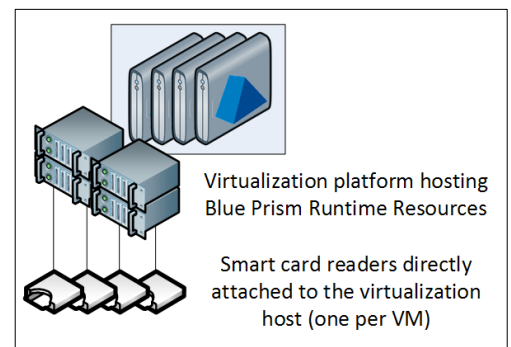 Virtualization platform hosting
Blue Prism Runtime Resources
Smart card readers directly
attached to the virtualization
host (one per VM)